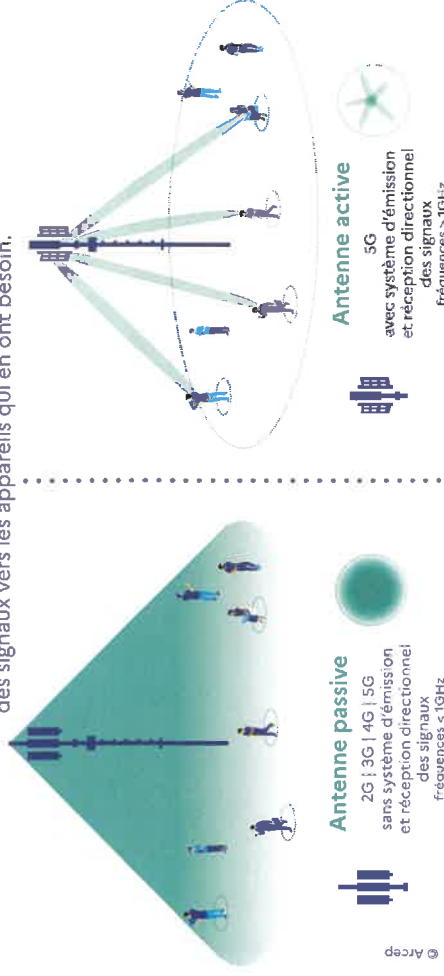 des signaux vers les appareils qui en ont besoin.
Antenne passive
2G | 3G | 4G | 5G
sans système d'émission
et réception directionnel
des signaux
fréquences < 1GHz
© Arcep
Antenne active
5G
avec système d'émission
et réception directionnel
des signaux
fréquences > 1GHz